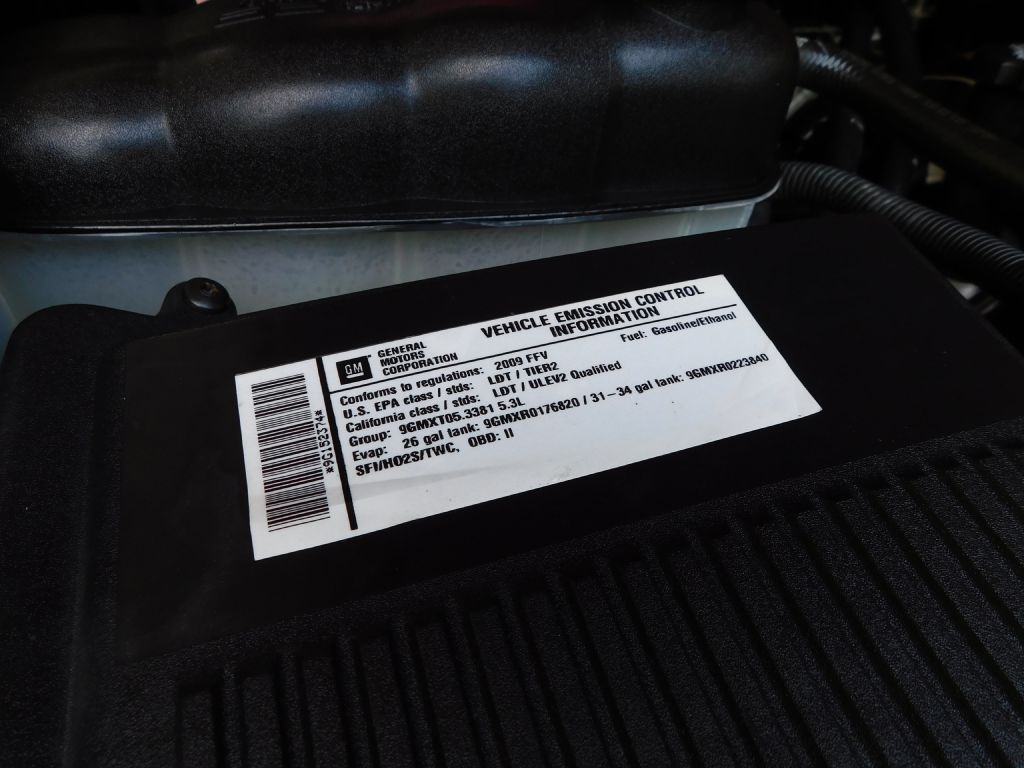 GM
GENERAL
MOTORS
CORPORATION
VEHICLE EMISSION CONTROL
INFORMATION
Conforms to regulations: 2009 FFV
Fuel: Gasoline/Ethanol
U.S. EPA class / stds: LDT / TIER2
California class / stds: LDT / ULEV2 Qualified
Group: 9GMXT05.3381 5.3L
Evap: 26 gal tank: 9GMXR0176820 / 31-34 gal tank: 9GMXR0223840
SFI/HO2S/TWC, OBD: II
*9G152374*